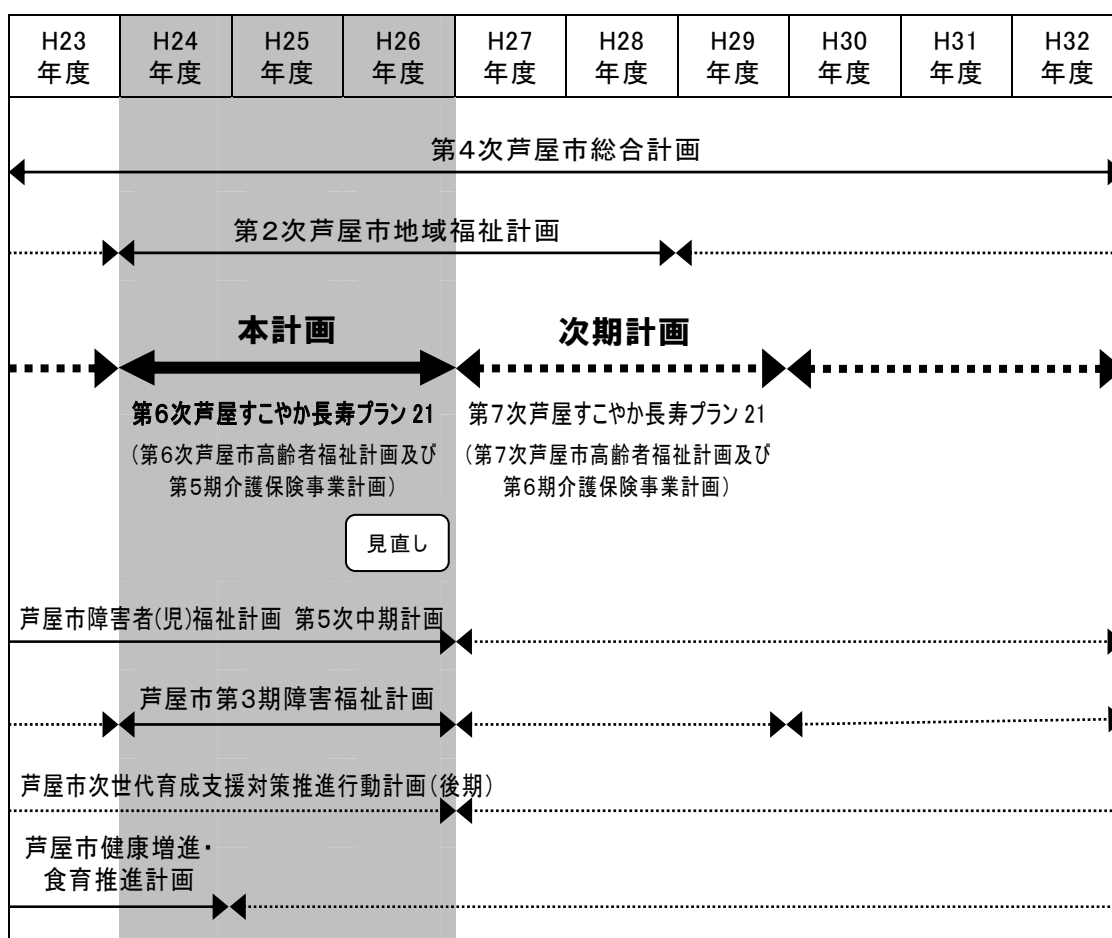 H23 H24 H25 H26 H27 H28 H29 H30 H31 H32
年度 年度 年度 年度 年度 年度 年度 年度 年度 年度
第4次芦屋市総合計画
第2次芦屋市地域福祉計画
本計画 次期計画
第6次芦屋すこやか長寿プラン21 第7次芦屋すこやか長寿プラン21
(第6次芦屋市高齢者福祉計画及び (第7次芦屋市高齢者福祉計画及び
第5期介護保険事業計画) 第6期介護保険事業計画)
見直し
芦屋市障害者(児)福祉計画 第5次中期計画
芦屋市第3期障害福祉計画
芦屋市次世代育成支援対策推進行動計画(後期)
芦屋市健康増進・
食育推進計画